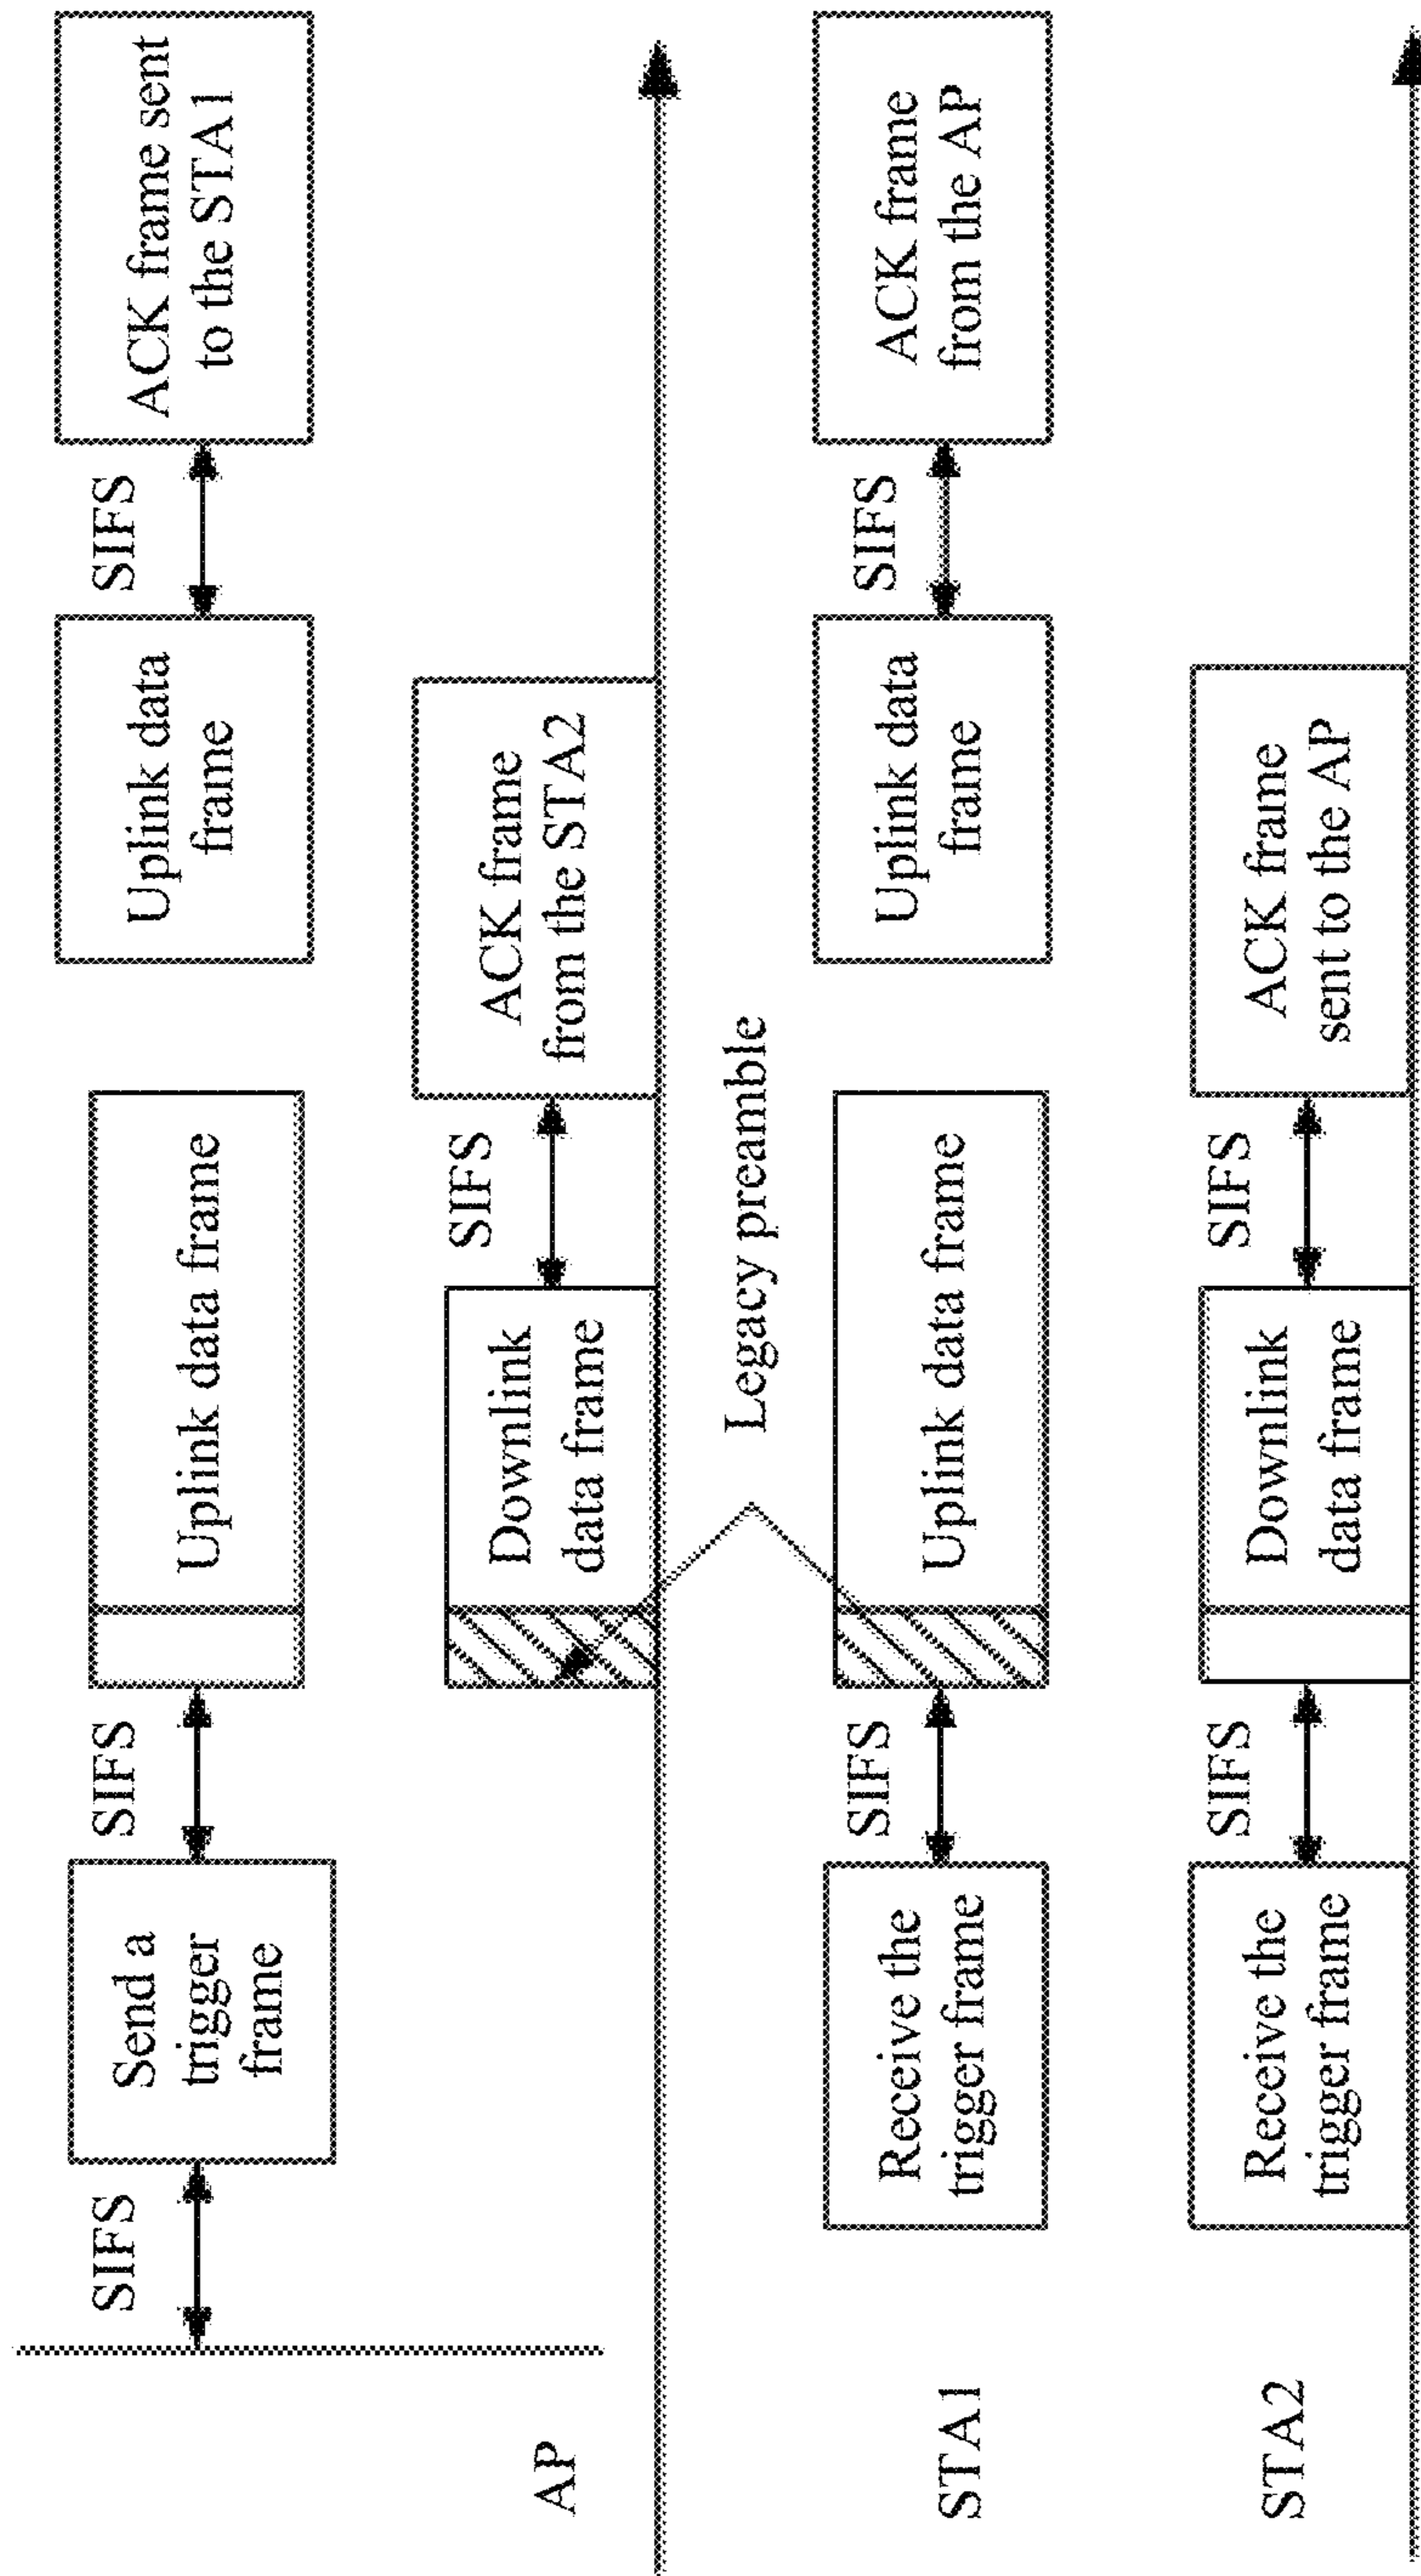 AP
SIFS
Send a
trigger
frame
SIFS
Uplink data frame
Uplink data
frame
SIFS
ACK frame sent
to the STA1
Downlink
data frame
SIFS
ACK frame
from the STA2
Legacy preamble
STA1
Receive the
trigger frame
SIFS
Uplink data frame
Uplink data
frame
SIFS
ACK frame
from the AP
STA2
Receive the
trigger frame
SIFS
Downlink
data frame
SIFS
ACK frame
sent to the AP